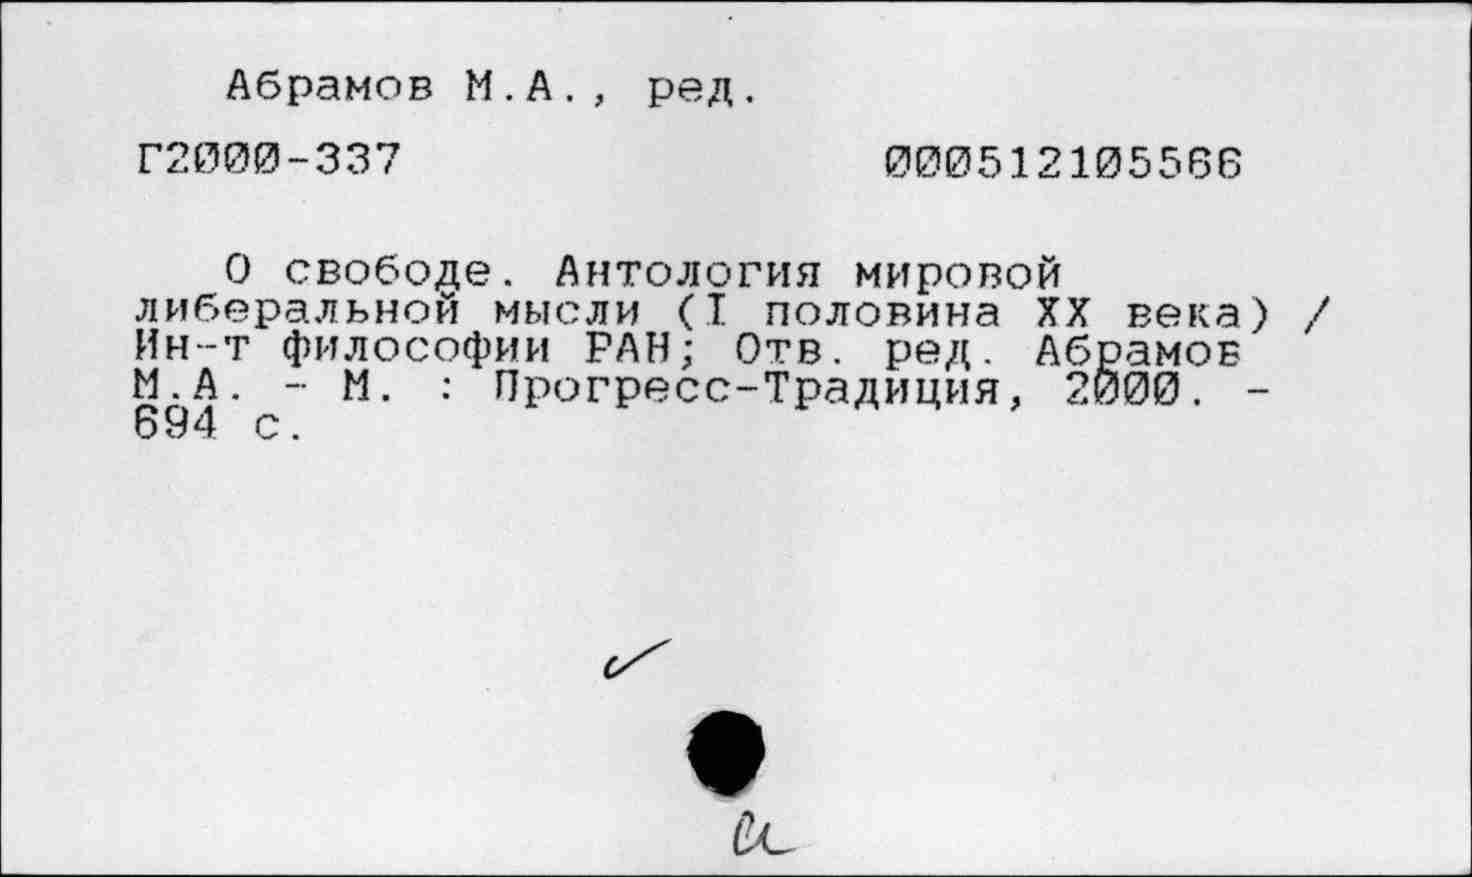 Абрамов М.А., ред.
Г2000-337 000512105566
О свободе. Антология мировой
либеральной мысли (I половина XX века) /
Ин-т философии РАН; Отв. ред. Абрамов
М.А. - М. : Прогресс-Традиция, 2000. -
694 с.